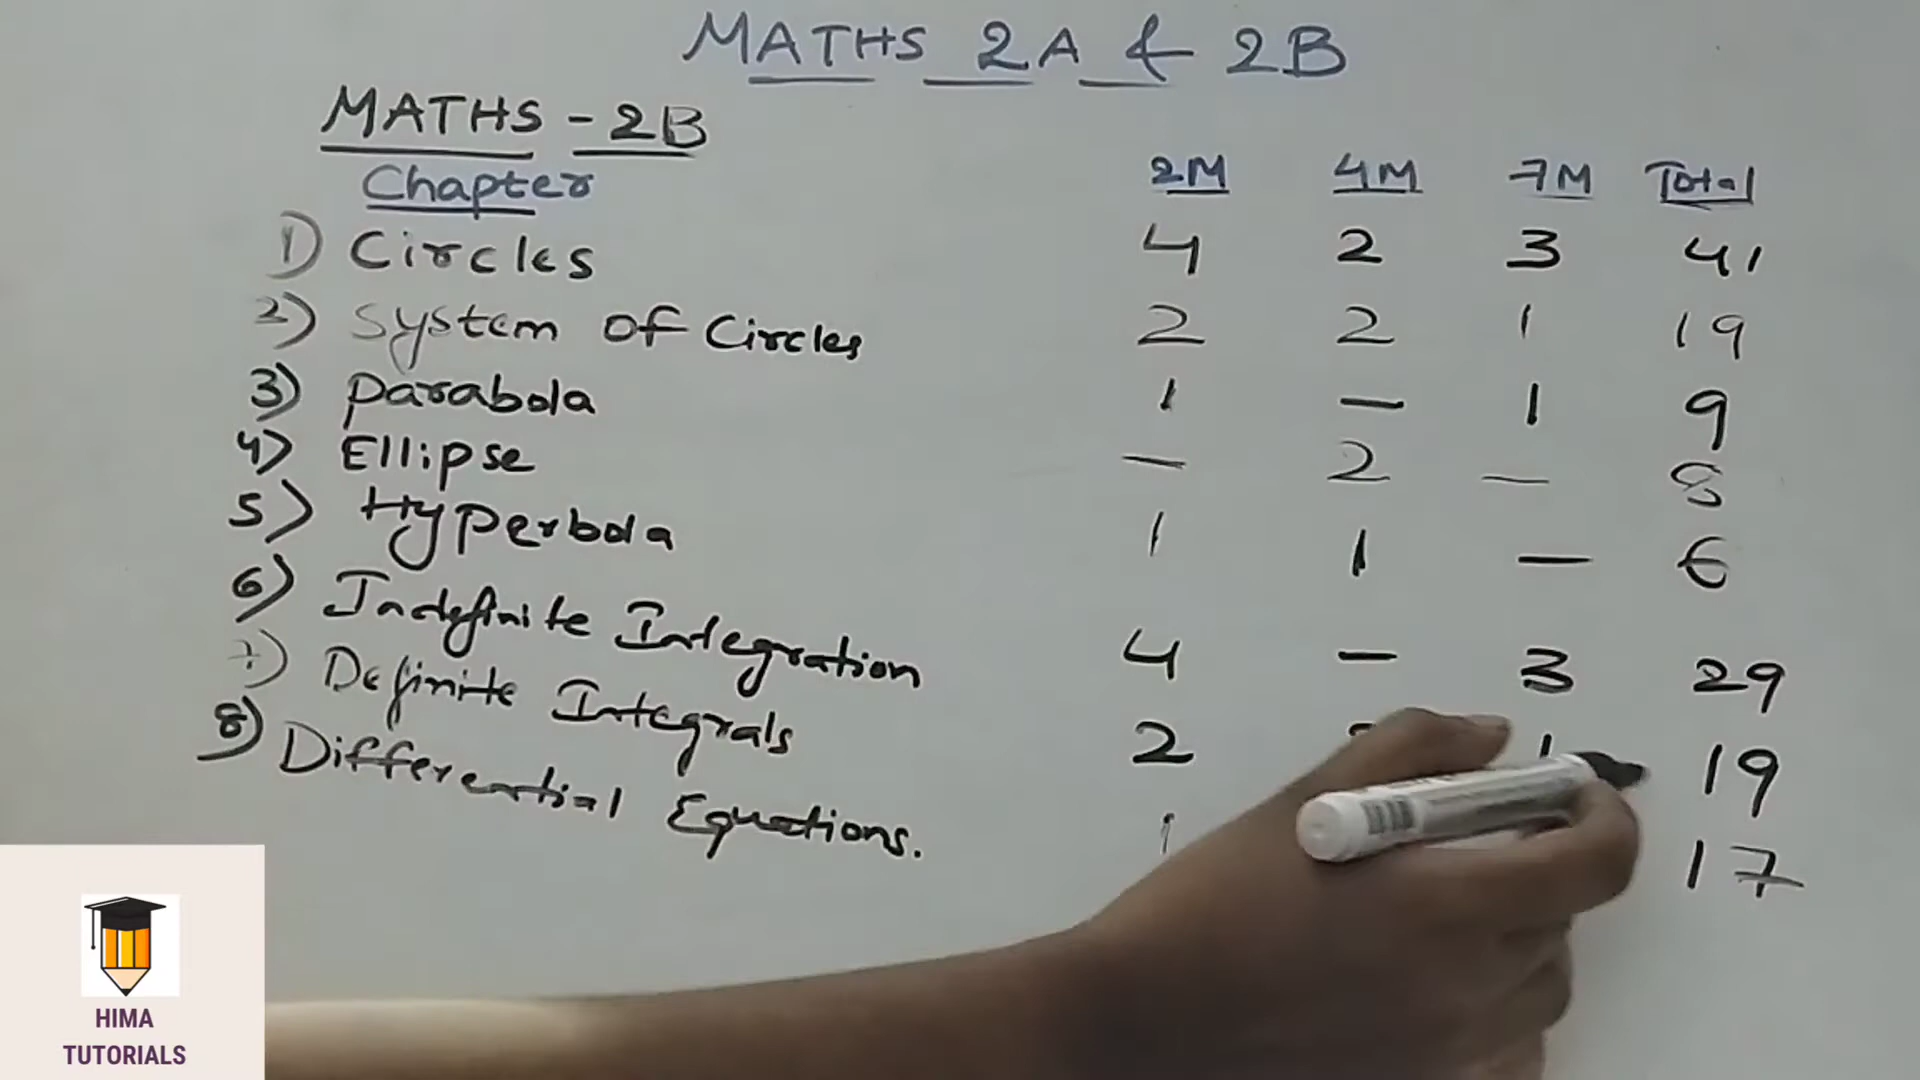 MATHS 2A & 2B
MATHS - 2B
Chapter 2M 4M 7M Total
1) Circles 4 2 3 41
2) System of Circles 2 2 1 19
3) Parabola 1 — 1 9
4) Ellipse — 2 — 8
5) Hyperbola 1 1 — 6
6) Indefinite Integration 4 — 3 29
7) Definite Integrals 2 1 19
8) Differential Equations. 1 17
HIMA
TUTORIALS